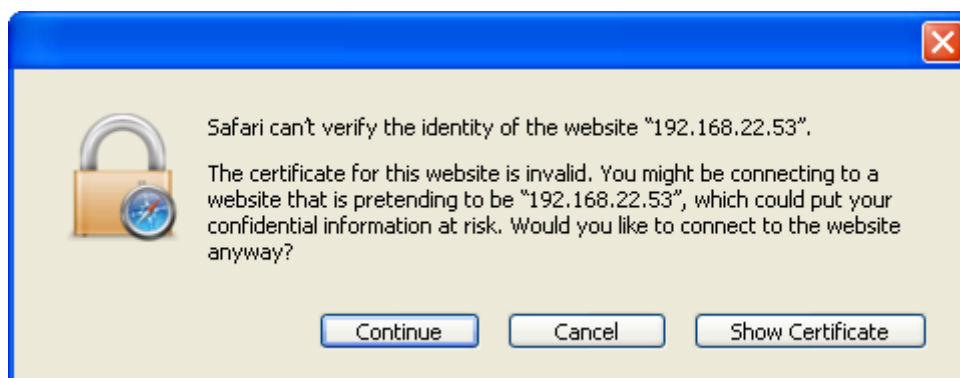 Safari can't verify the identity of the website “192.168.22.53”.
The certificate for this website is invalid. You might be connecting to a
website that is pretending to be “192.168.22.53”, which could put your
confidential information at risk. Would you like to connect to the website
anyway?
Continue Cancel Show Certificate